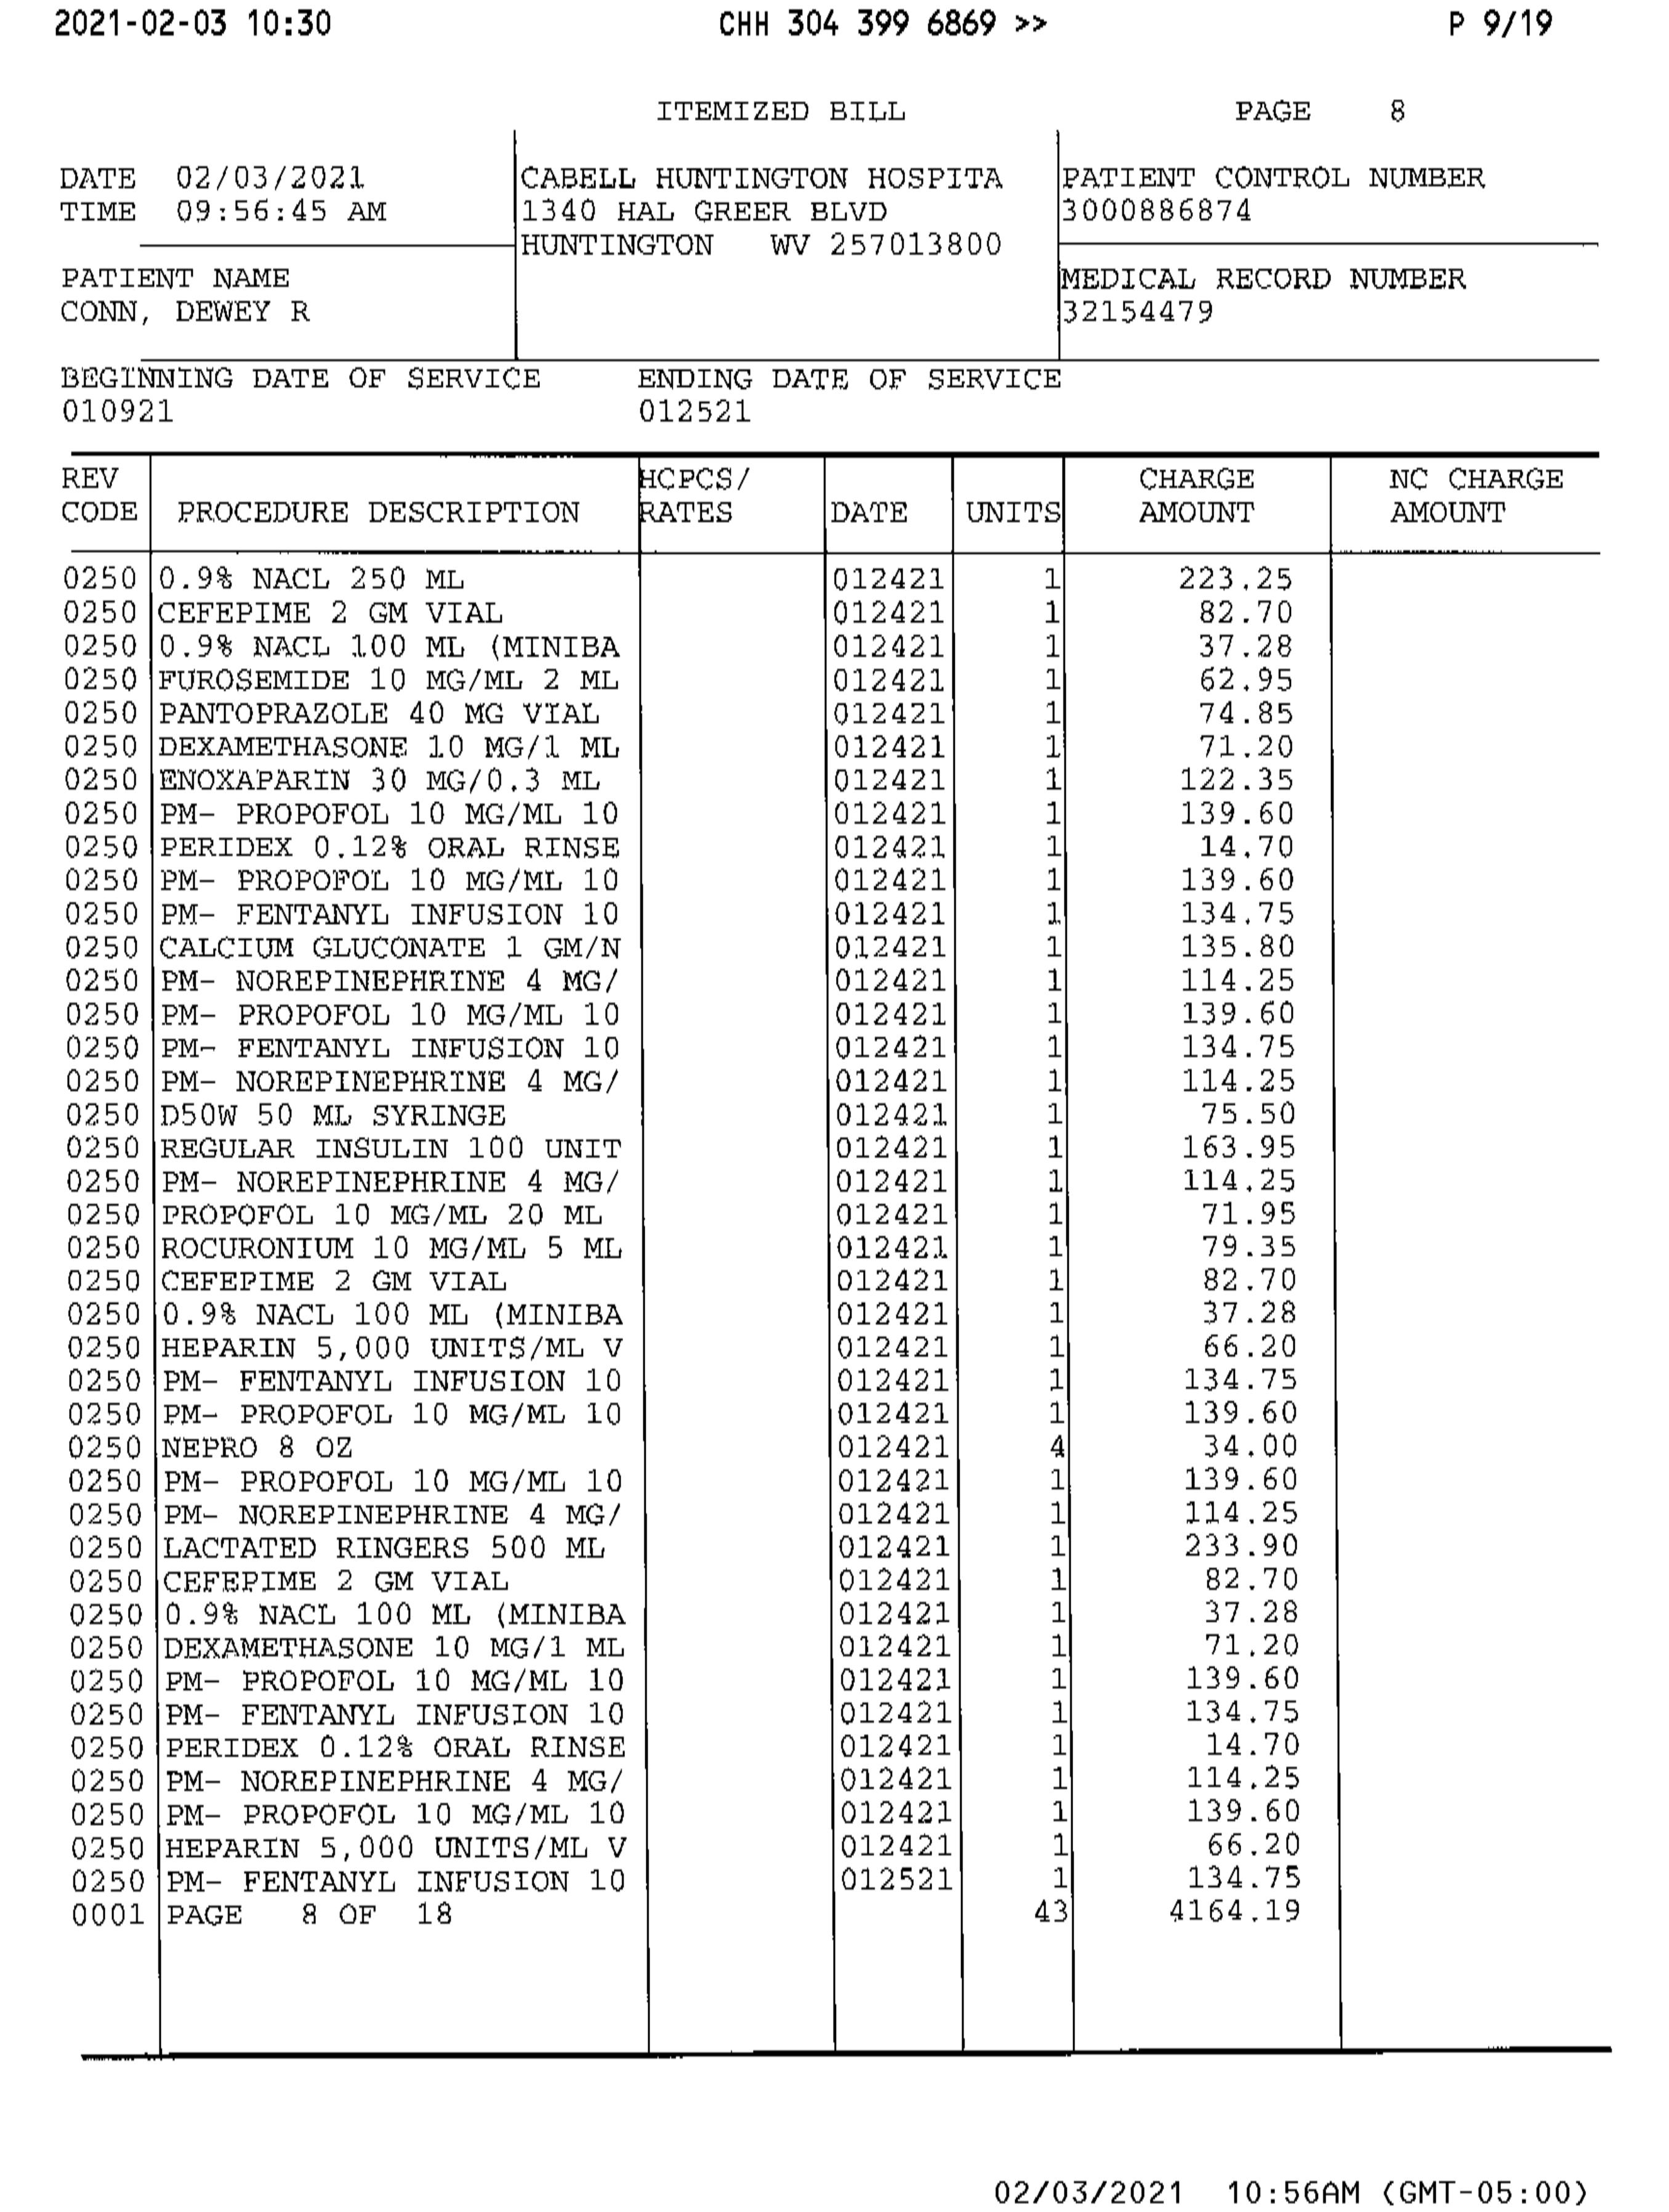 2021-02-03 10:30 CHH 304 399 6869 >> P 9/19
ITEMIZED BILL PAGE 8
DATE 02/03/2021 CABELL HUNTINGTON HOSPITA PATIENT CONTROL NUMBER
TIME 09:56:45 AM 1340 HAL GREER BLVD 3000886874
HUNTINGTON WV 257013800
PATIENT NAME MEDICAL RECORD NUMBER
CONN, DEWEY R 32154479
BEGINNING DATE OF SERVICE ENDING DATE OF SERVICE
010921 012521
REV HCPCS/ CHARGE NC CHARGE
CODE PROCEDURE DESCRIPTION RATES DATE UNITS AMOUNT AMOUNT
0250 0.9% NACL 250 ML 012421 1 223.25
0250 CEFEPIME 2 GM VIAL 012421 1 82.70
0250 0.9% NACL 100 ML (MINIBA 012421 1 37.28
0250 FUROSEMIDE 10 MG/ML 2 ML 012421 1 62.95
0250 PANTOPRAZOLE 40 MG VIAL 012421 1 74.85
0250 DEXAMETHASONE 10 MG/1 ML 012421 1 71.20
0250 ENOXAPARIN 30 MG/0.3 ML 012421 1 122.35
0250 PM- PROPOFOL 10 MG/ML 10 012421 1 139.60
0250 PERIDEX 0.12% ORAL RINSE 012421 1 14.70
0250 PM- PROPOFOL 10 MG/ML 10 012421 1 139.60
0250 PM- FENTANYL INFUSION 10 012421 1 134.75
0250 CALCIUM GLUCONATE 1 GM/N 012421 1 135.80
0250 PM- NOREPINEPHRINE 4 MG/ 012421 1 114.25
0250 PM- PROPOFOL 10 MG/ML 10 012421 1 139.60
0250 PM- FENTANYL INFUSION 10 012421 1 134.75
0250 PM- NOREPINEPHRINE 4 MG/ 012421 1 114.25
0250 D50W 50 ML SYRINGE 012421 1 75.50
0250 REGULAR INSULIN 100 UNIT 012421 1 163.95
0250 PM- NOREPINEPHRINE 4 MG/ 012421 1 114.25
0250 PROPOFOL 10 MG/ML 20 ML 012421 1 71.95
0250 ROCURONIUM 10 MG/ML 5 ML 012421 1 79.35
0250 CEFEPIME 2 GM VIAL 012421 1 82.70
0250 0.9% NACL 100 ML (MINIBA 012421 1 37.28
0250 HEPARIN 5,000 UNITS/ML V 012421 1 66.20
0250 PM- FENTANYL INFUSION 10 012421 1 134.75
0250 PM- PROPOFOL 10 MG/ML 10 012421 1 139.60
0250 NEPRO 8 OZ 012421 4 34.00
0250 PM- PROPOFOL 10 MG/ML 10 012421 1 139.60
0250 PM- NOREPINEPHRINE 4 MG/ 012421 1 114.25
0250 LACTATED RINGERS 500 ML 012421 1 233.90
0250 CEFEPIME 2 GM VIAL 012421 1 82.70
0250 0.9% NACL 100 ML (MINIBA 012421 1 37.28
0250 DEXAMETHASONE 10 MG/1 ML 012421 1 71.20
0250 PM- PROPOFOL 10 MG/ML 10 012421 1 139.60
0250 PM- FENTANYL INFUSION 10 012421 1 134.75
0250 PERIDEX 0.12% ORAL RINSE 012421 1 14.70
0250 PM- NOREPINEPHRINE 4 MG/ 012421 1 114.25
0250 PM- PROPOFOL 10 MG/ML 10 012421 1 139.60
0250 HEPARIN 5,000 UNITS/ML V 012421 1 66.20
0250 PM- FENTANYL INFUSION 10 012521 1 134.75
0001 PAGE 8 OF 18 43 4164.19
02/03/2021 10:56AM (GMT-05:00)